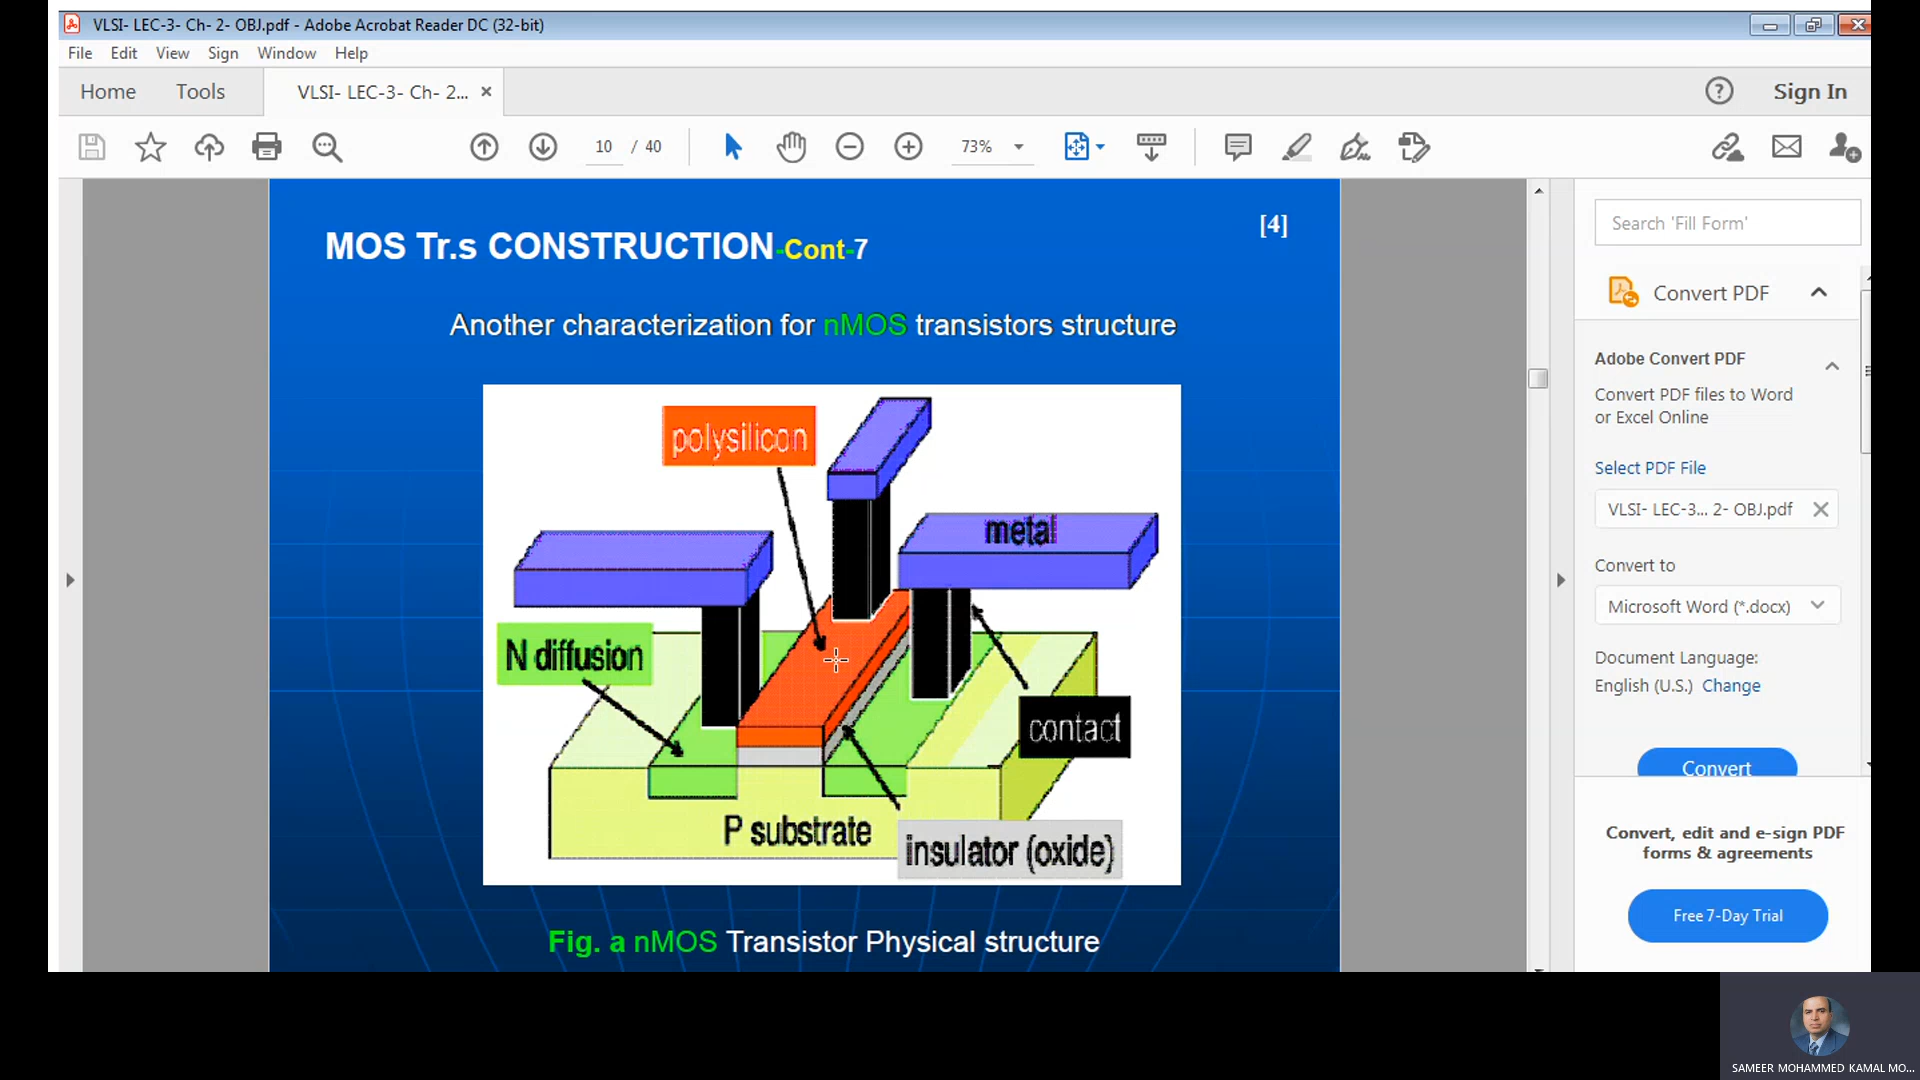 VLSI- LEC-3- Ch- 2- OBJ.pdf - Adobe Acrobat Reader DC (32-bit)
File Edit View Sign Window Help
Home Tools VLSI- LEC-3- Ch- 2... × Sign In
10 / 40 73%
[4]
MOS Tr.s CONSTRUCTION-Cont-7
Another characterization for nMOS transistors structure
polysilicon
metal
N diffusion
contact
P substrate
insulator (oxide)
Fig. a nMOS Transistor Physical structure
Search 'Fill Form'
Convert PDF
Adobe Convert PDF
Convert PDF files to Word
or Excel Online
Select PDF File
VLSI- LEC-3... 2- OBJ.pdf
Convert to
Microsoft Word (*.docx)
Document Language:
English (U.S.) Change
Convert
Convert, edit and e-sign PDF
forms & agreements
Free 7-Day Trial
SAMEER MOHAMMED KAMAL MO...